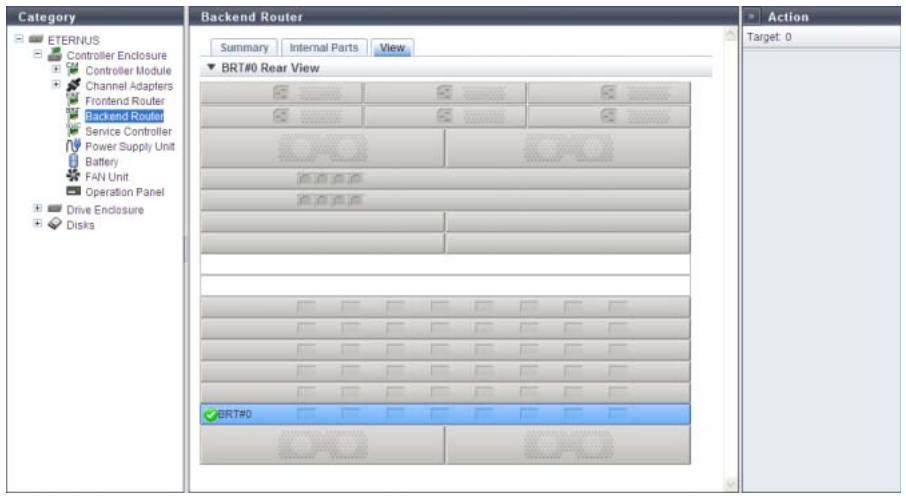 Category
ETERNUS
Controller Enclosure
Controller Module
Channel Adapters
Frontend Router
Backend Router
Service Controller
Power Supply Unit
Battery
FAN Unit
Operation Panel
Drive Enclosure
Disks
Backend Router
Summary Internal Parts View
BRT#0 Rear View
BRT#0
Action
Target: 0